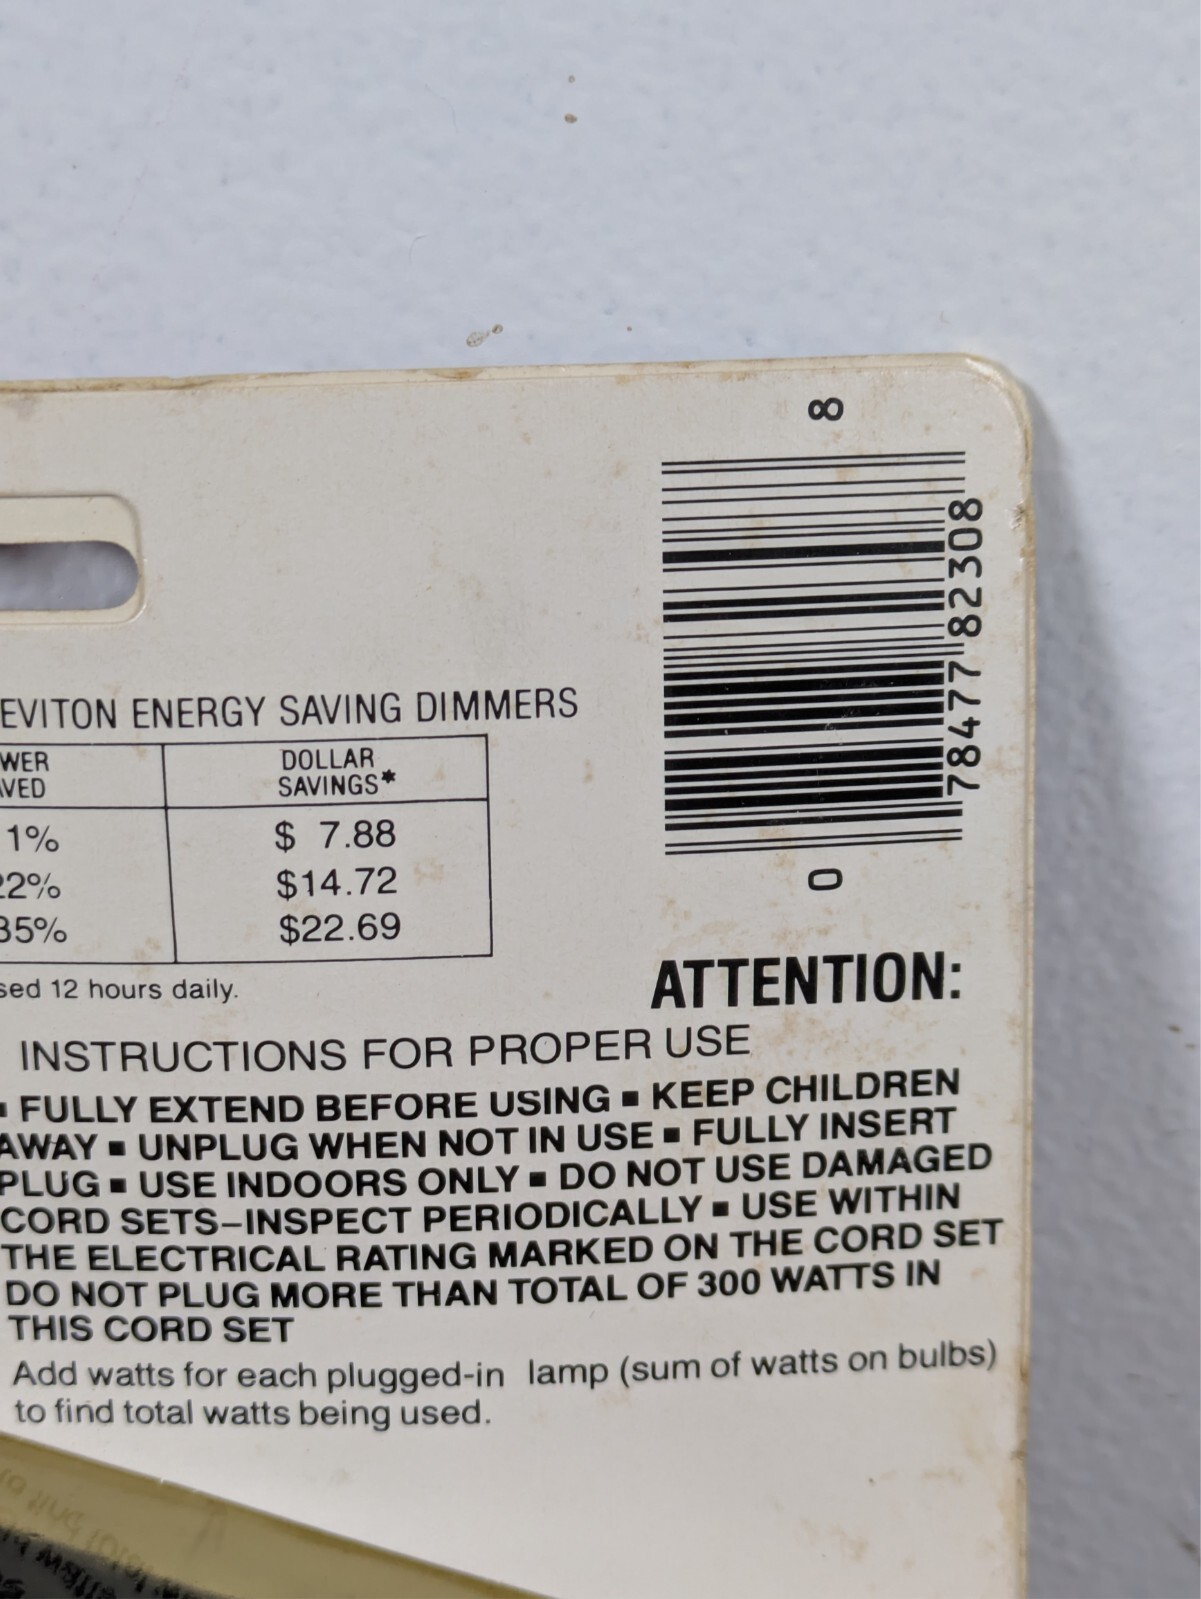 8
78477 82308
0
EVITON ENERGY SAVING DIMMERS
WER DOLLAR
VED SAVINGS*
1% $ 7.88
22% $14.72
35% $22.69
sed 12 hours daily.
ATTENTION:
INSTRUCTIONS FOR PROPER USE
▪ FULLY EXTEND BEFORE USING ▪ KEEP CHILDREN
AWAY ▪ UNPLUG WHEN NOT IN USE ▪ FULLY INSERT
PLUG ▪ USE INDOORS ONLY ▪ DO NOT USE DAMAGED
CORD SETS–INSPECT PERIODICALLY ▪ USE WITHIN
THE ELECTRICAL RATING MARKED ON THE CORD SET
DO NOT PLUG MORE THAN TOTAL OF 300 WATTS IN
THIS CORD SET
Add watts for each plugged-in lamp (sum of watts on bulbs)
to find total watts being used.